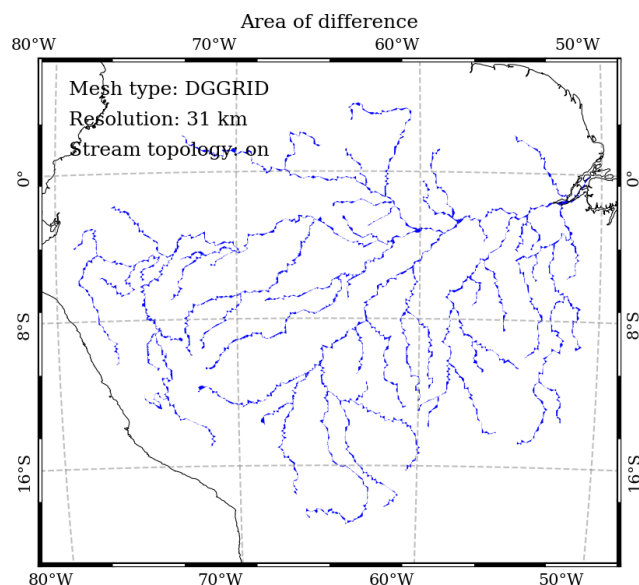 Area of difference
80°W 70°W 60°W 50°W
Mesh type: DGGRID
Resolution: 31 km
Stream topology: on
0° 0°
8°S 8°S
16°S 16°S
80°W 70°W 60°W 50°W